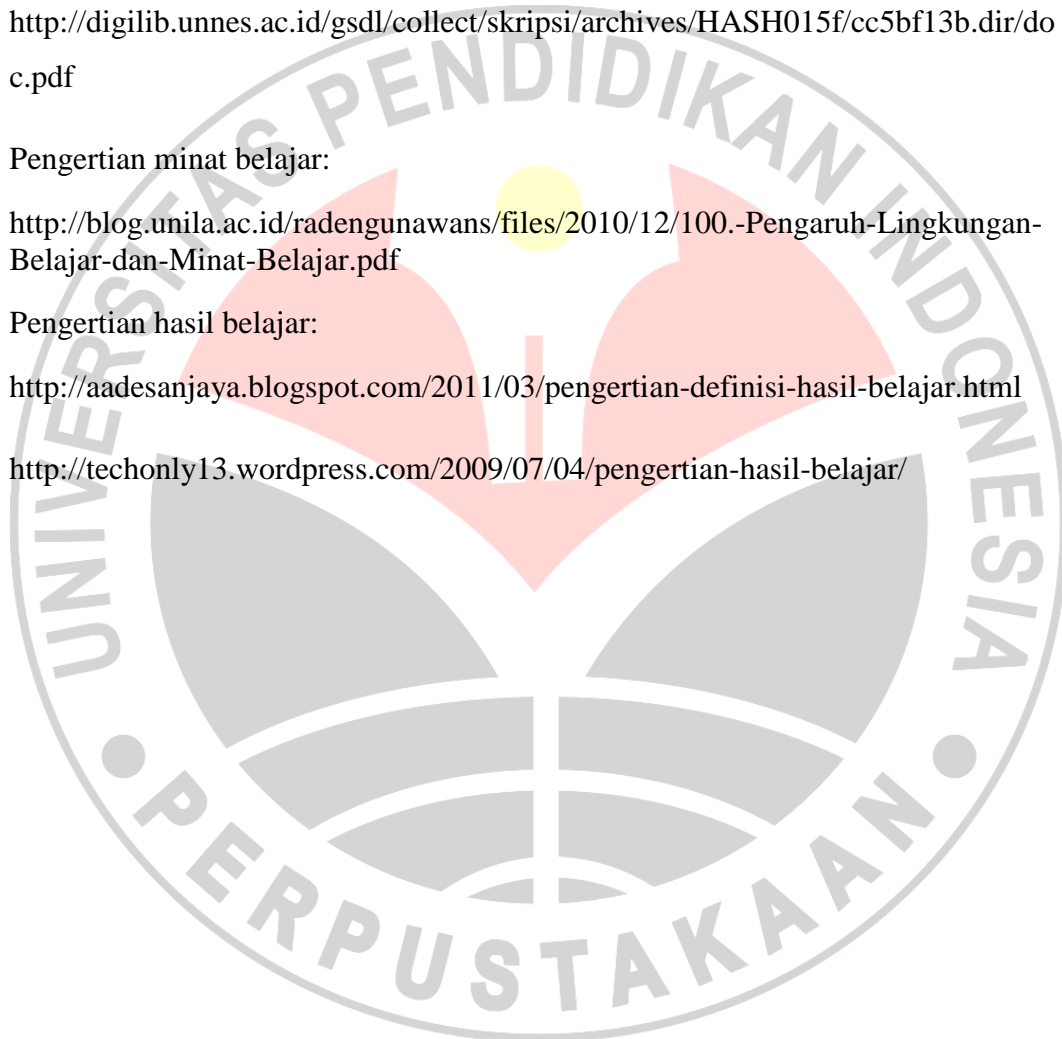 http://digilib.unnes.ac.id/gsdl/collect/skripsi/archives/HASH015f/cc5bf13b.dir/do
c.pdf
Pengertian minat belajar:
http://blog.unila.ac.id/radengunawans/files/2010/12/100.-Pengaruh-Lingkungan-
Belajar-dan-Minat-Belajar.pdf
Pengertian hasil belajar:
http://aadesanjaya.blogspot.com/2011/03/pengertian-definisi-hasil-belajar.html
http://techonly13.wordpress.com/2009/07/04/pengertian-hasil-belajar/
UNIVERSITAS PENDIDIKAN INDONESIA
PERPUSTAKAAN